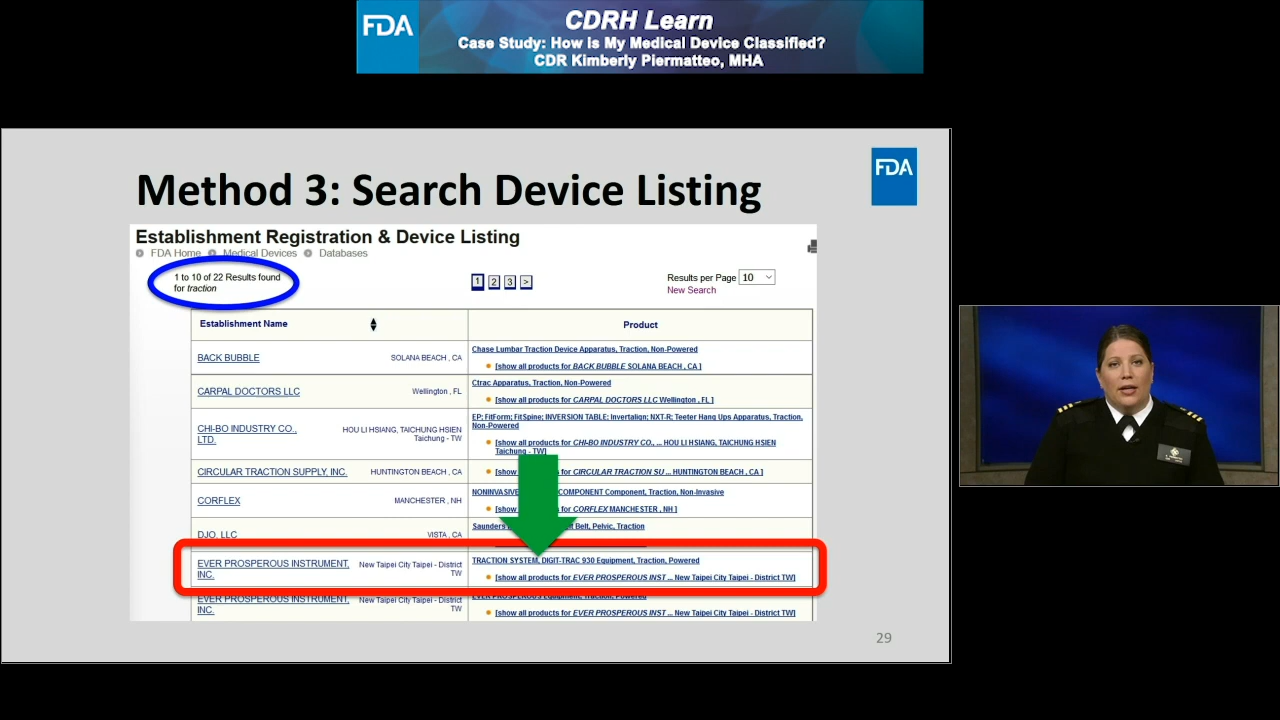 FDA
CDRH Learn
Case Study: How is My Medical Device Classified?
CDR Kimberly Piermatteo, MHA
Method 3: Search Device Listing
FDA
Establishment Registration & Device Listing
FDA Home Medical Devices Databases
1 to 10 of 22 Results found
for traction
1 2 3 >
Results per Page 10
New Search
Establishment Name Product
BACK BUBBLE SOLANA BEACH , CA
Chase Lumbar Traction Device Apparatus, Traction, Non-Powered
[show all products for BACK BUBBLE SOLANA BEACH , CA ]
CARPAL DOCTORS LLC Wellington , FL
Ctrac Apparatus, Traction, Non-Powered
[show all products for CARPAL DOCTORS LLC Wellington , FL ]
CHI-BO INDUSTRY CO.,
LTD.
HOU LI HSIANG, TAICHUNG HSIEN
Taichung - TW
EP; FitForm; FitSpine; INVERSION TABLE; Invertalign; NXT-R; Teeter Hang Ups Apparatus, Traction,
Non-Powered
[show all products for CHI-BO INDUSTRY CO., ... HOU LI HSIANG, TAICHUNG HSIEN
Taichung - TW]
CIRCULAR TRACTION SUPPLY, INC. HUNTINGTON BEACH , CA
[show for CIRCULAR TRACTION SU ... HUNTINGTON BEACH , CA ]
CORFLEX MANCHESTER , NH
NONINVASIVE COMPONENT Component, Traction, Non-Invasive
[show for CORFLEX MANCHESTER , NH ]
DJO, LLC VISTA , CA
Saunders Belt, Pelvic, Traction
EVER PROSPEROUS INSTRUMENT,
INC.
New Taipei City Taipei - District
TW
TRACTION SYSTEM, DIGIT-TRAC 930 Equipment, Traction, Powered
[show all products for EVER PROSPEROUS INST ... New Taipei City Taipei - District TW]
EVER PROSPEROUS INSTRUMENT,
INC.
New Taipei City Taipei - District
TW
EVER PROSPEROUS Equipment, Traction, Powered
[show all products for EVER PROSPEROUS INST ... New Taipei City Taipei - District TW]
29